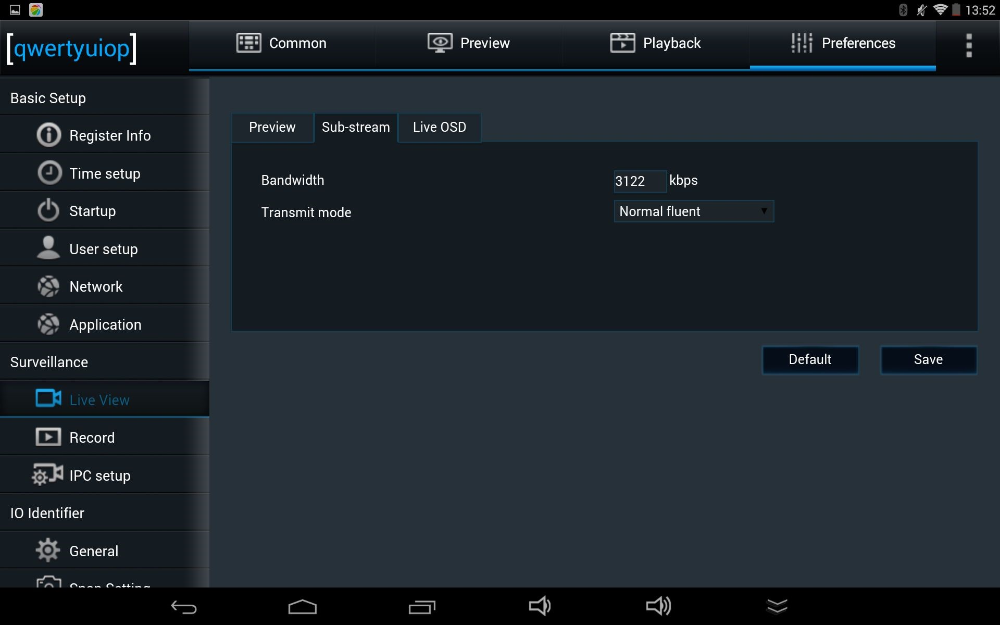 13:52
[qwertyuiop]
Common
Preview
Playback
Preferences
Basic Setup
Register Info
Time setup
Startup
User setup
Network
Application
Surveillance
Live View
Record
IPC setup
IO Identifier
General
Snap Setting
Preview
Sub-stream
Live OSD
Bandwidth
3122 kbps
Transmit mode
Normal fluent
Default
Save